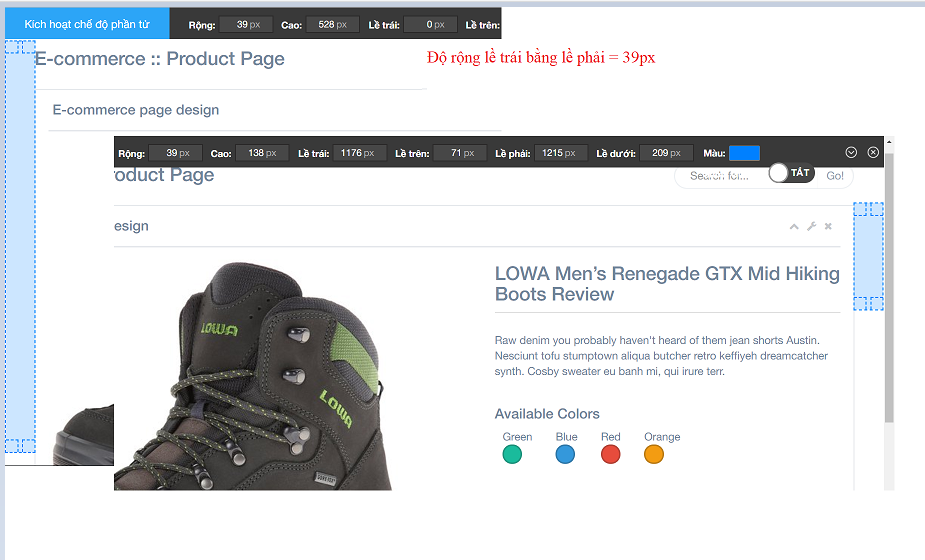 Kích hoạt chế độ phần tử Rộng: 39 px Cao: 528 px Lề trái: 0 px Lề trên:
E-commerce :: Product Page
Độ rộng lề trái bằng lề phải = 39px
E-commerce page design
Rộng: 39 px Cao: 138 px Lề trái: 1176 px Lề trên: 71 px Lề phải: 1215 px Lề dưới: 209 px Màu:
oduct Page
Search for... TẮT Go!
esign
LOWA Men's Renegade GTX Mid Hiking
Boots Review
Raw denim you probably haven't heard of them jean shorts Austin.
Nesciunt tofu stumptown aliqua butcher retro keffiyeh dreamcatcher
synth. Cosby sweater eu banh mi, qui irure terr.
Available Colors
Green Blue Red Orange
LOWA
LOWA
GORE-TEX